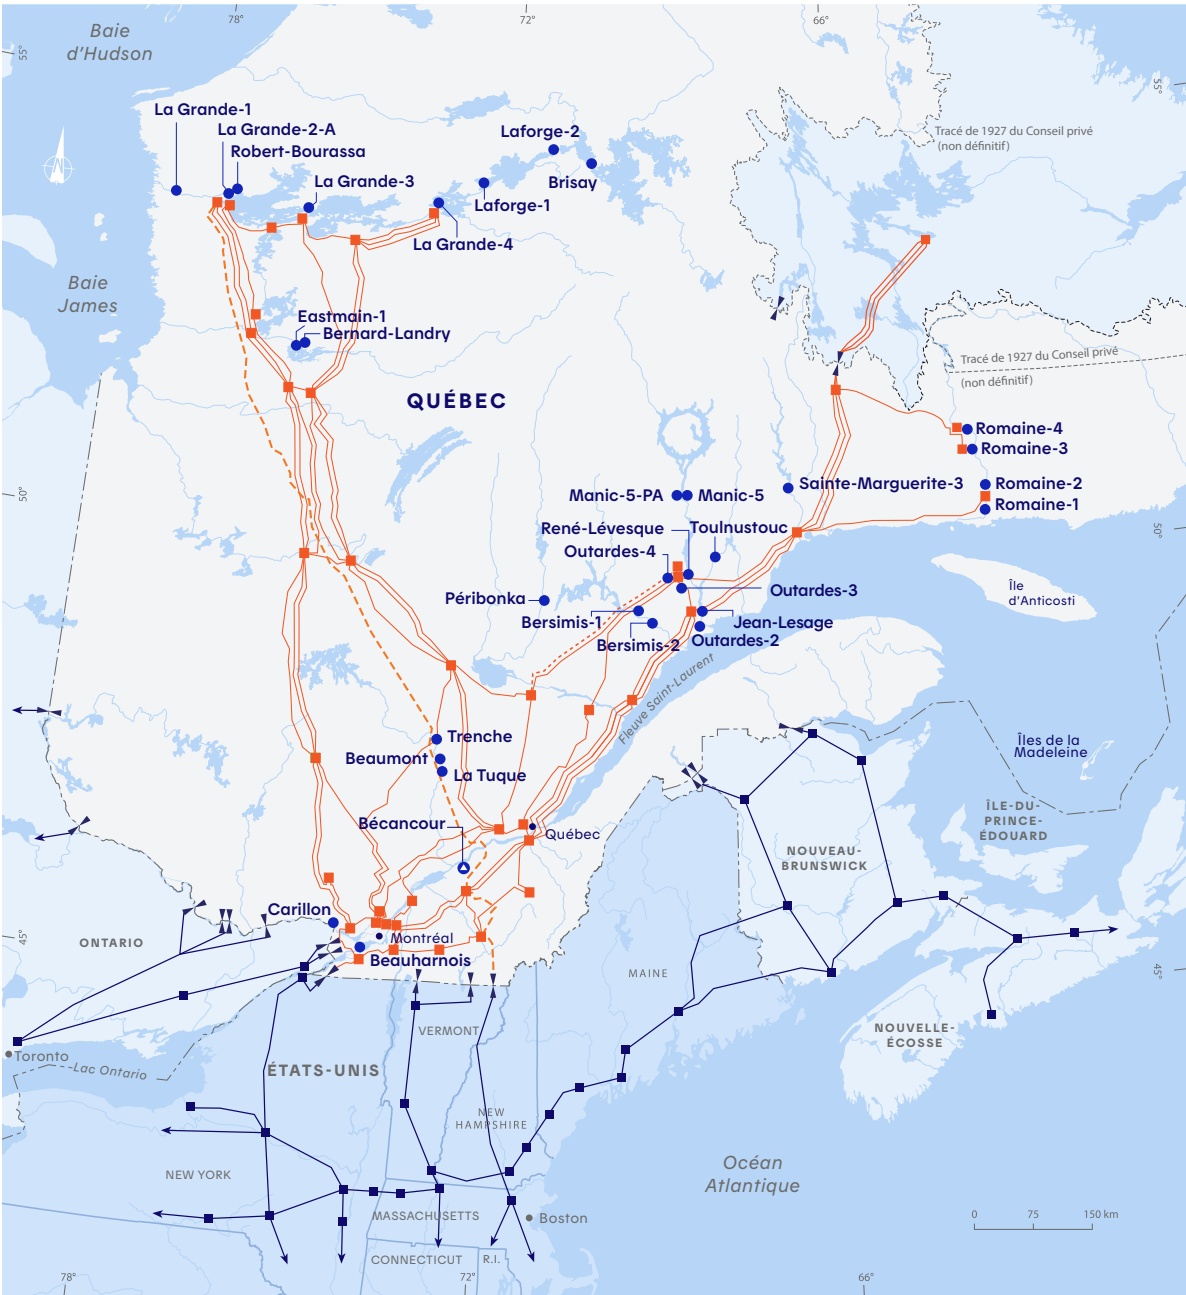 78°
72°
66°
Baie
d'Hudson
55°
55°
La Grande-1
La Grande-2-A
Robert-Bourassa
Laforge-2
Tracé de 1927 du Conseil privé
(non définitif)
La Grande-3
Brisay
Laforge-1
La Grande-4
Baie
James
Eastmain-1
Bernard-Landry
Tracé de 1927 du Conseil privé
(non définitif)
QUÉBEC
Romaine-4
Romaine-3
50°
Manic-5-PA
Manic-5
Sainte-Marguerite-3
Romaine-2
Romaine-1
René-Lévesque
Toulnustouc
50°
Outardes-4
Île
d'Anticosti
Péribonka
Outardes-3
Bersimis-1
Jean-Lesage
Bersimis-2
Outardes-2
Fleuve Saint-Laurent
Trenche
Îles de la
Madeleine
Beaumont
La Tuque
ÎLE-DU-
PRINCE-
ÉDOUARD
Bécancour
Québec
NOUVEAU-
BRUNSWICK
Carillon
45°
ONTARIO
Montréal
Beauharnois
MAINE
45°
VERMONT
NOUVELLE-
ÉCOSSE
Toronto
Lac Ontario
ÉTATS-UNIS
NEW
HAMPSHIRE
NEW YORK
Océan
Atlantique
MASSACHUSETTS
Boston
0 75 150 km
CONNECTICUT
R.I.
78°
72°
66°